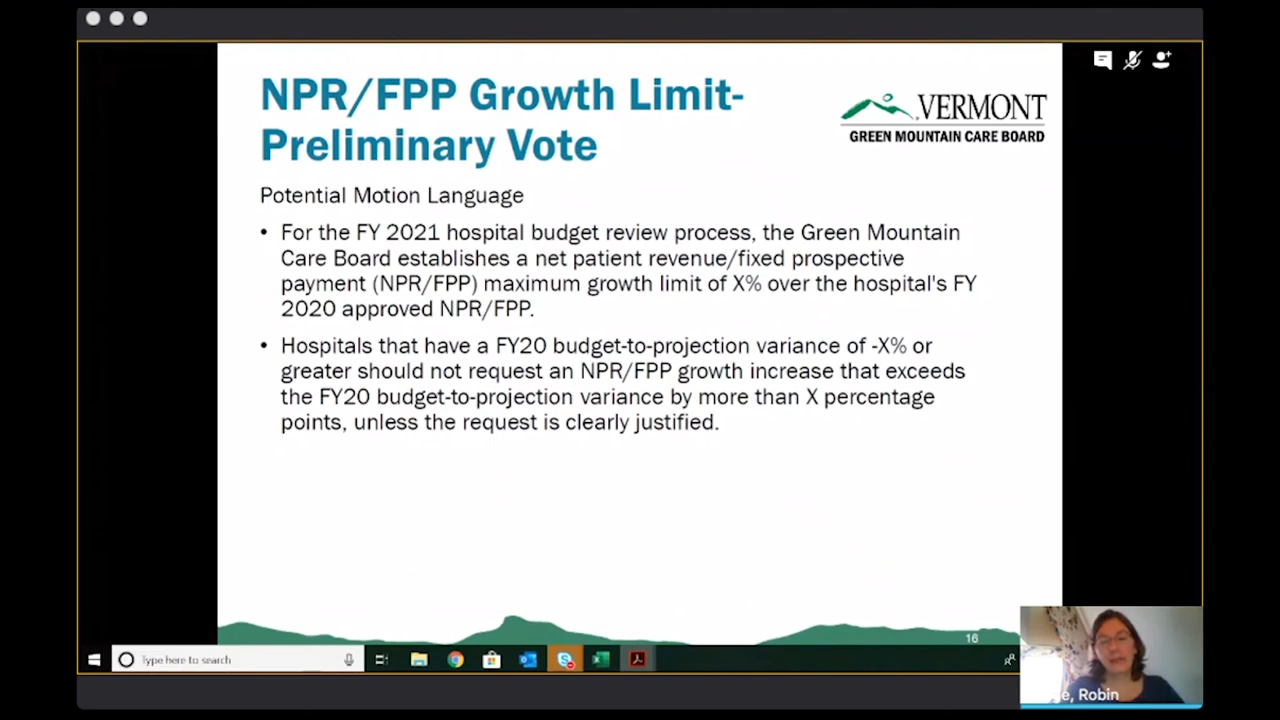 NPR/FPP Growth Limit-
Preliminary Vote
VERMONT
GREEN MOUNTAIN CARE BOARD
Potential Motion Language
• For the FY 2021 hospital budget review process, the Green Mountain
Care Board establishes a net patient revenue/fixed prospective
payment (NPR/FPP) maximum growth limit of X% over the hospital's FY
2020 approved NPR/FPP.
• Hospitals that have a FY20 budget-to-projection variance of -X% or
greater should not request an NPR/FPP growth increase that exceeds
the FY20 budget-to-projection variance by more than X percentage
points, unless the request is clearly justified.
16
Type here to search
Robin